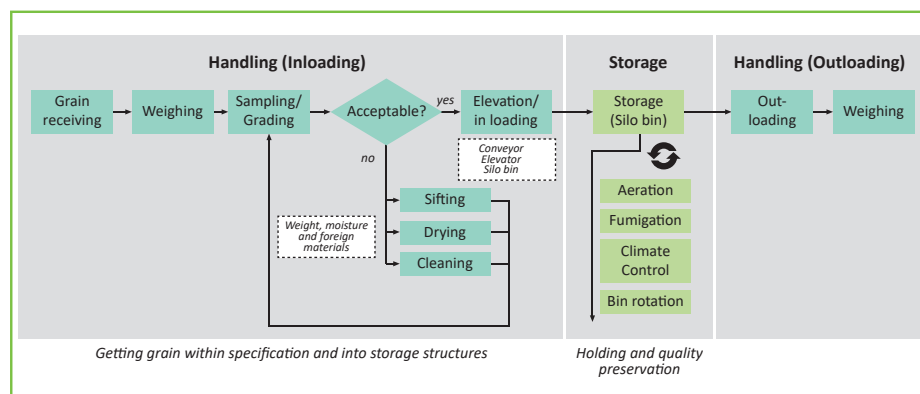 Handling (Inloading)
Storage
Handling (Outloading)
Grain
receiving
Weighing
Sampling/
Grading
Acceptable?
yes
Elevation/
in loading
Storage
(Silo bin)
Out-
loading
Weighing
no
Conveyor
Elevator
Silo bin
Weight, moisture
and foreign
materials
Sifting
Drying
Cleaning
Aeration
Fumigation
Climate
Control
Bin rotation
Getting grain within specification and into storage structures
Holding and quality
preservation